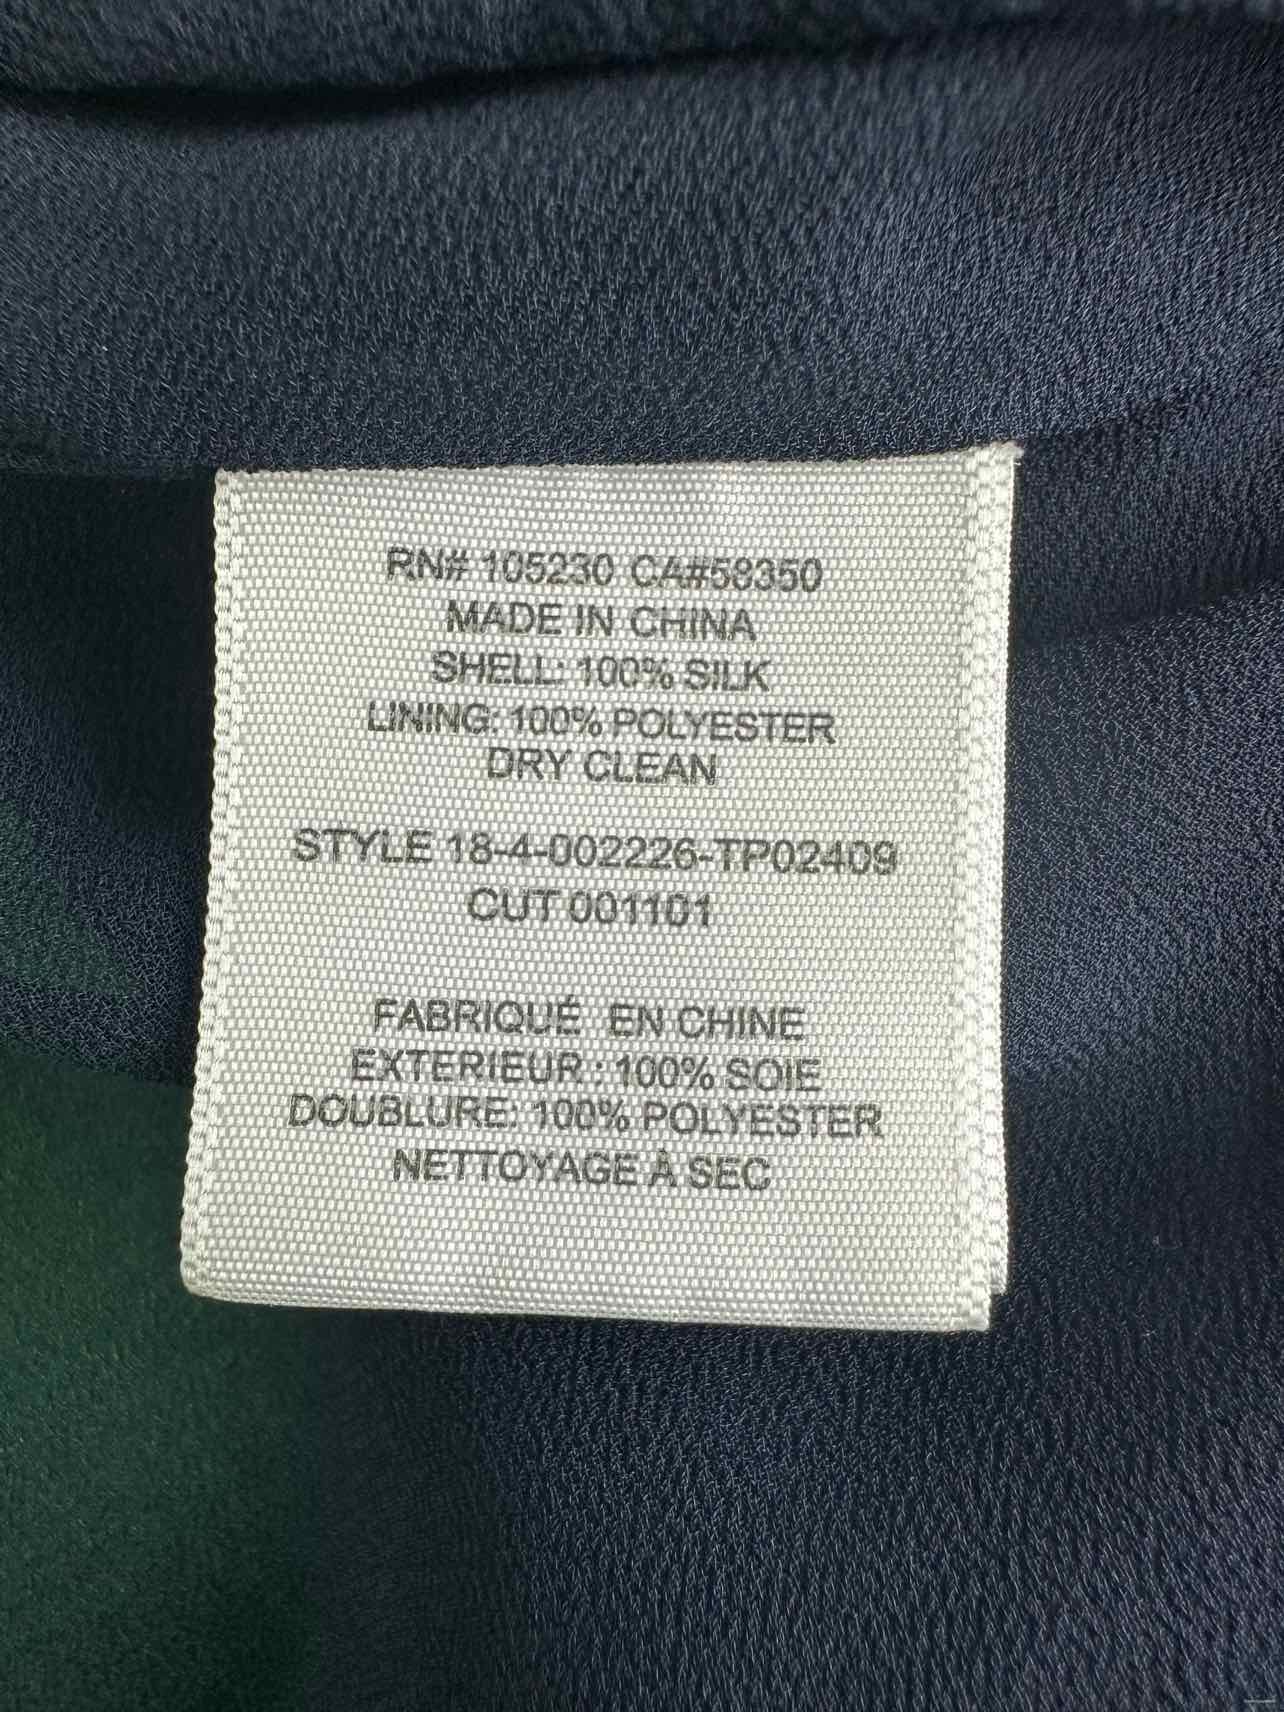 RN# 105230 CA#58350
MADE IN CHINA
SHELL: 100% SILK
LINING: 100% POLYESTER
DRY CLEAN
STYLE 18-4-002226-TP02409
CUT 001101
FABRIQUÉ EN CHINE
EXTERIEUR : 100% SOIE
DOUBLURE: 100% POLYESTER
NETTOYAGE À SEC